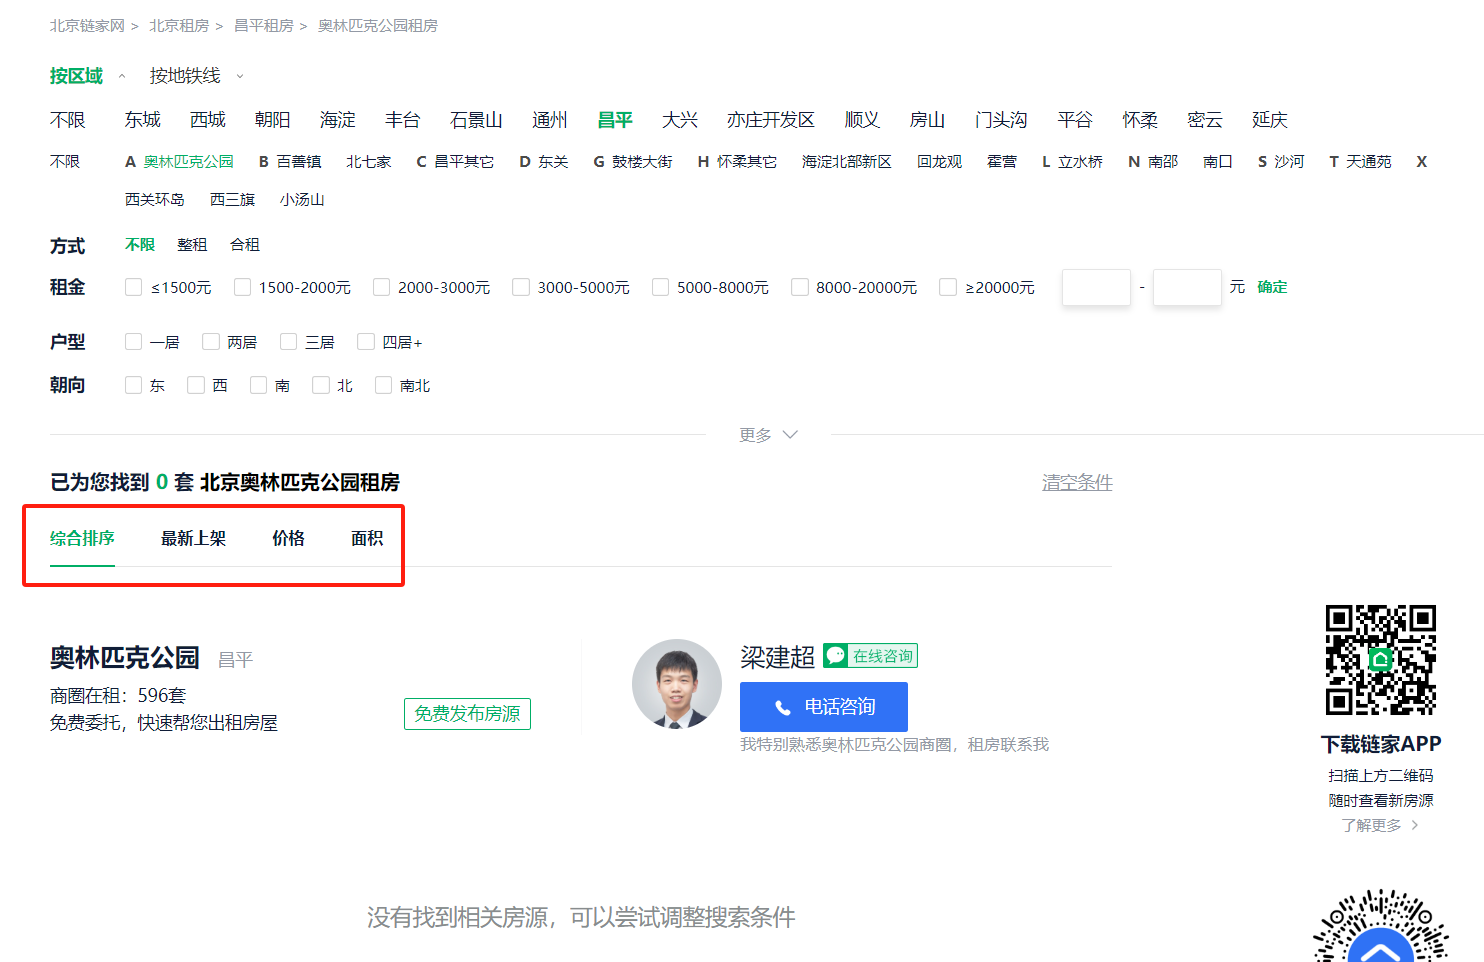 北京链家网 > 北京租房 > 昌平租房 > 奥林匹克公园租房
按区域 按地铁线
不限 东城 西城 朝阳 海淀 丰台 石景山 通州 昌平 大兴 亦庄开发区 顺义 房山 门头沟 平谷 怀柔 密云 延庆
不限 A 奥林匹克公园 B 百善镇 北七家 C 昌平其它 D 东关 G 鼓楼大街 H 怀柔其它 海淀北部新区 回龙观 霍营 L 立水桥 N 南邵 南口 S 沙河 T 天通苑 X
西关环岛 西三旗 小汤山
方式 不限 整租 合租
租金 ≤1500元 1500-2000元 2000-3000元 3000-5000元 5000-8000元 8000-20000元 ≥20000元 - 元 确定
户型 一居 两居 三居 四居+
朝向 东 西 南 北 南北
更多
已为您找到 0 套 北京奥林匹克公园租房 清空条件
综合排序 最新上架 价格 面积
奥林匹克公园 昌平
商圈在租：596套
免费委托，快速帮您出租房屋
免费发布房源
梁建超 在线咨询
电话咨询
我特别熟悉奥林匹克公园商圈，租房联系我
下载链家APP
扫描上方二维码
随时查看新房源
了解更多 >
没有找到相关房源，可以尝试调整搜索条件